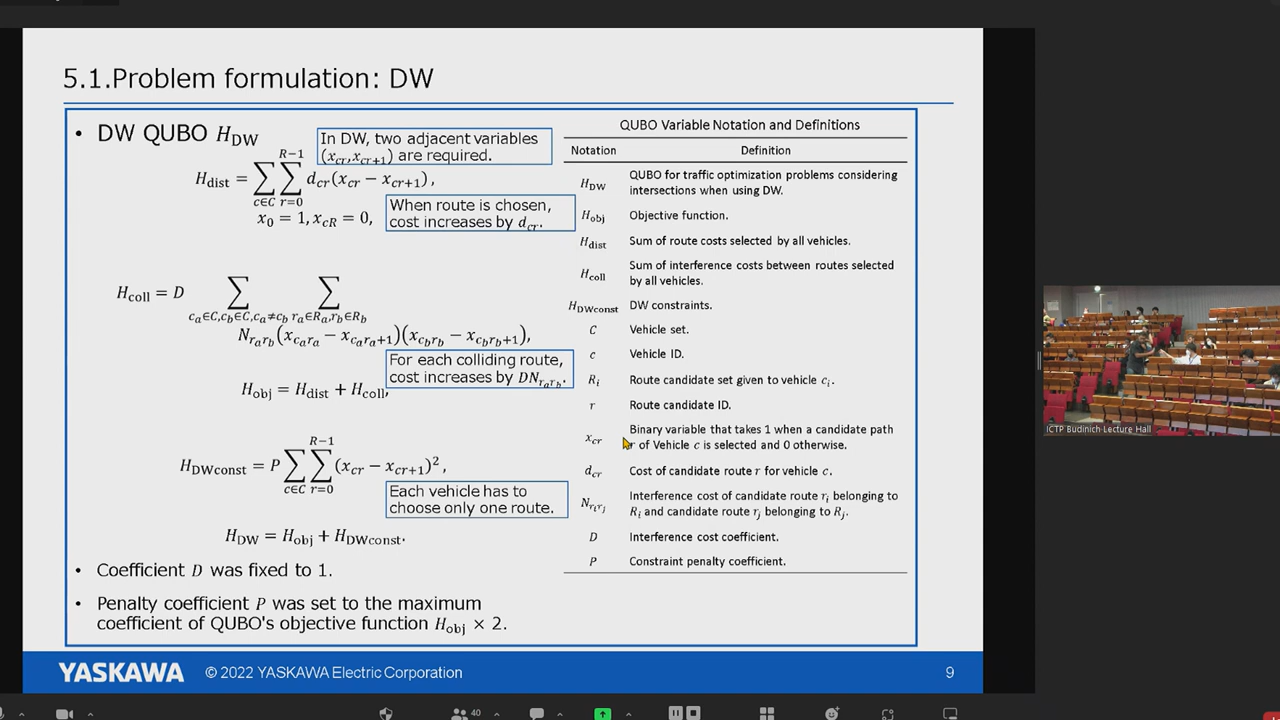 5.1.Problem formulation: DW
• DW QUBO H_DW
In DW, two adjacent variables
(x_cr,x_cr+1) are required.
H_dist = ∑_{c∈C} ∑_{r=0}^{R−1} d_cr(x_cr − x_cr+1),
x_0 = 1, x_cR = 0,
When route is chosen,
cost increases by d_cr.
H_coll = D ∑_{c_a∈C,c_b∈C,c_a≠c_b} ∑_{r_a∈R_a,r_b∈R_b}
N_{r_a r_b}(x_{c_a r_a} − x_{c_a r_a+1})(x_{c_b r_b} − x_{c_b r_b+1}),
For each colliding route,
cost increases by DN_{r_a r_b}.
H_obj = H_dist + H_coll,
H_DWconst = P ∑_{c∈C} ∑_{r=0}^{R−1} (x_cr − x_cr+1)^2,
Each vehicle has to
choose only one route.
H_DW = H_obj + H_DWconst.
• Coefficient D was fixed to 1.
• Penalty coefficient P was set to the maximum
coefficient of QUBO's objective function H_obj × 2.
QUBO Variable Notation and Definitions
Notation Definition
H_DW QUBO for traffic optimization problems considering
intersections when using DW.
H_obj Objective function.
H_dist Sum of route costs selected by all vehicles.
H_coll Sum of interference costs between routes selected
by all vehicles.
H_DWconst DW constraints.
C Vehicle set.
c Vehicle ID.
R_i Route candidate set given to vehicle c_i.
r Route candidate ID.
x_cr Binary variable that takes 1 when a candidate path
r of Vehicle c is selected and 0 otherwise.
d_cr Cost of candidate route r for vehicle c.
N_{r_i r_j} Interference cost of candidate route r_i belonging to
R_i and candidate route r_j belonging to R_j.
D Interference cost coefficient.
P Constraint penalty coefficient.
YASKAWA © 2022 YASKAWA Electric Corporation 9
ICTP Budinich Lecture Hall
40